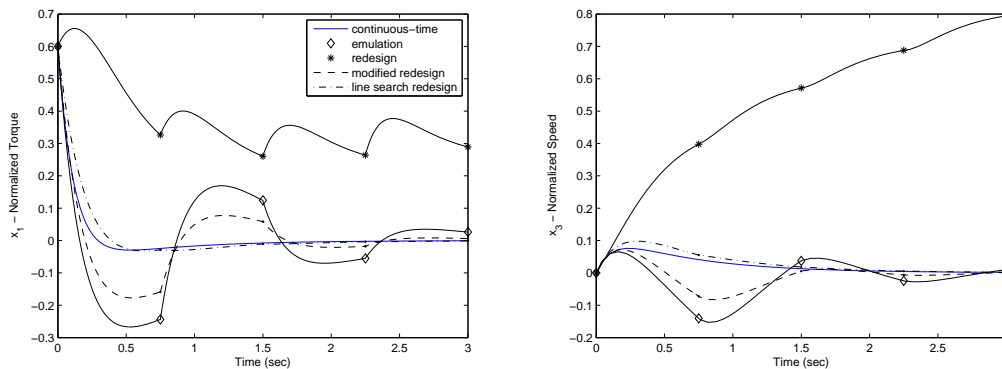 0.7
0.6
0.5
0.4
0.3
0.2
0.1
0
−0.1
−0.2
−0.3
x1 − Normalized Torque
0 0.5 1 1.5 2 2.5 3
Time (sec)
continuous−time
emulation
redesign
modified redesign
line search redesign
0.8
0.7
0.6
0.5
0.4
0.3
0.2
0.1
0
−0.1
−0.2
x3 − Normalized Speed
0 0.5 1 1.5 2 2.5 3
Time (sec)